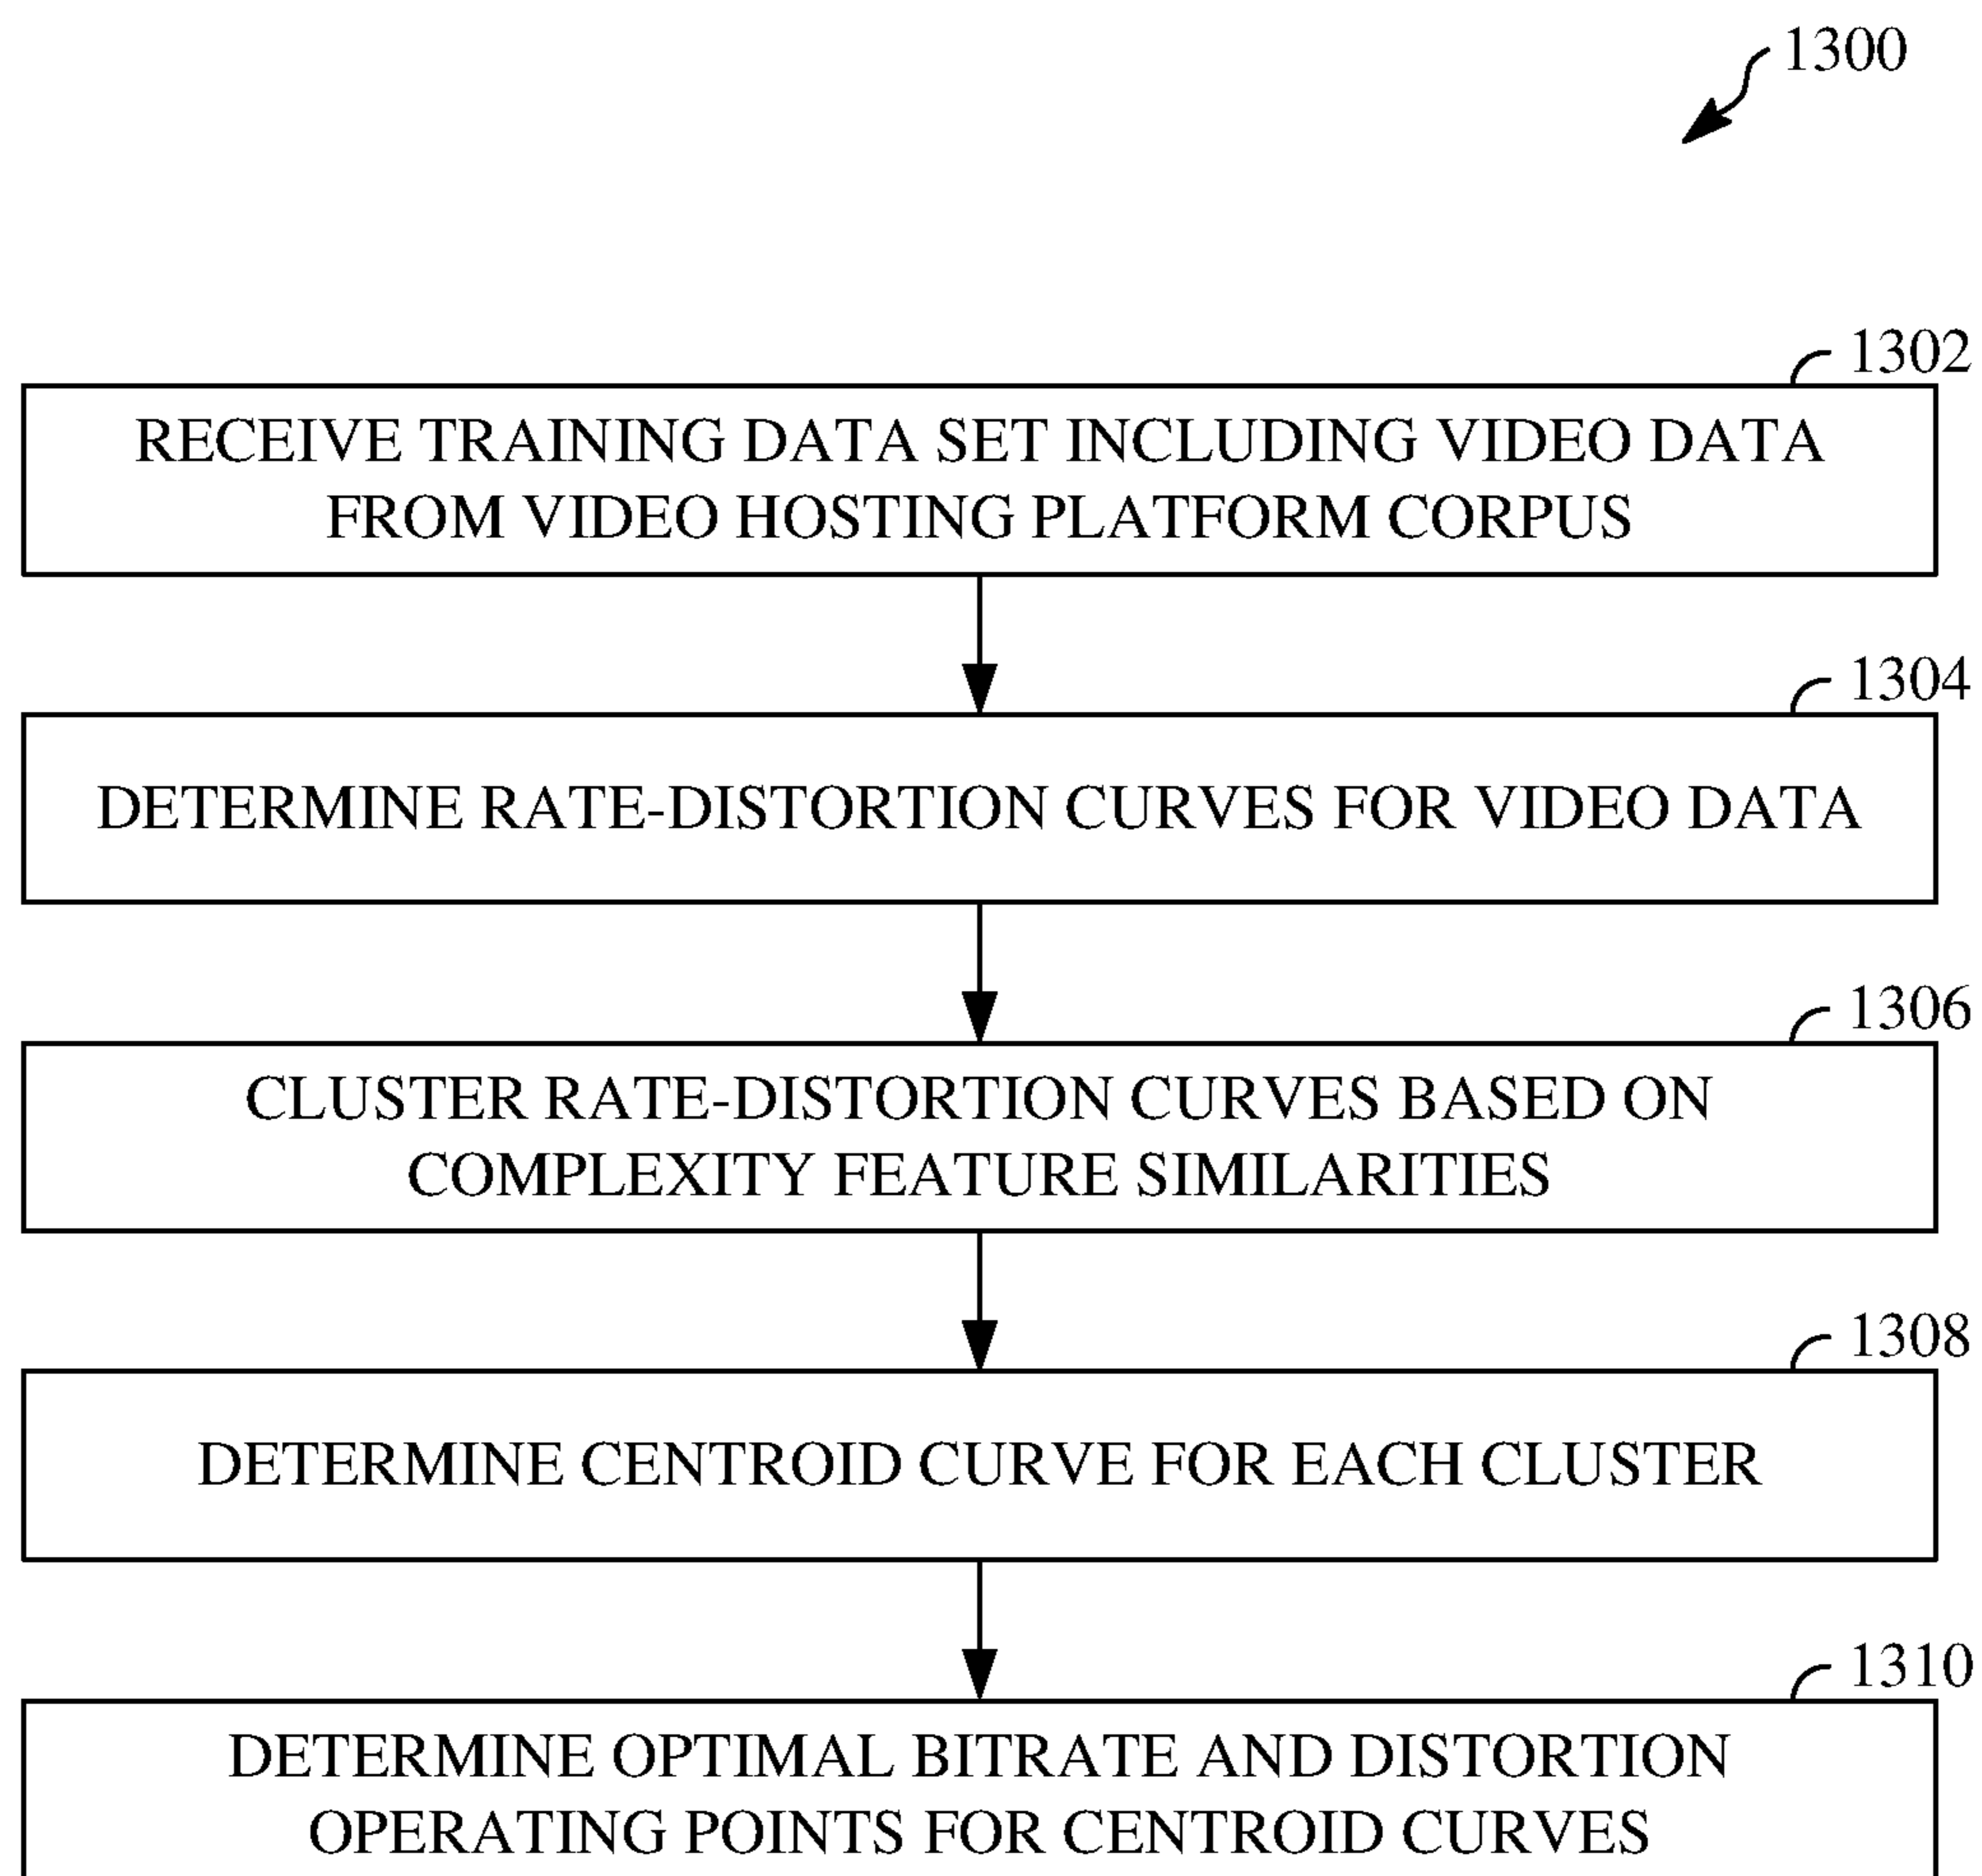 1300
1302
RECEIVE TRAINING DATA SET INCLUDING VIDEO DATA
FROM VIDEO HOSTING PLATFORM CORPUS
1304
DETERMINE RATE-DISTORTION CURVES FOR VIDEO DATA
1306
CLUSTER RATE-DISTORTION CURVES BASED ON
COMPLEXITY FEATURE SIMILARITIES
1308
DETERMINE CENTROID CURVE FOR EACH CLUSTER
1310
DETERMINE OPTIMAL BITRATE AND DISTORTION
OPERATING POINTS FOR CENTROID CURVES